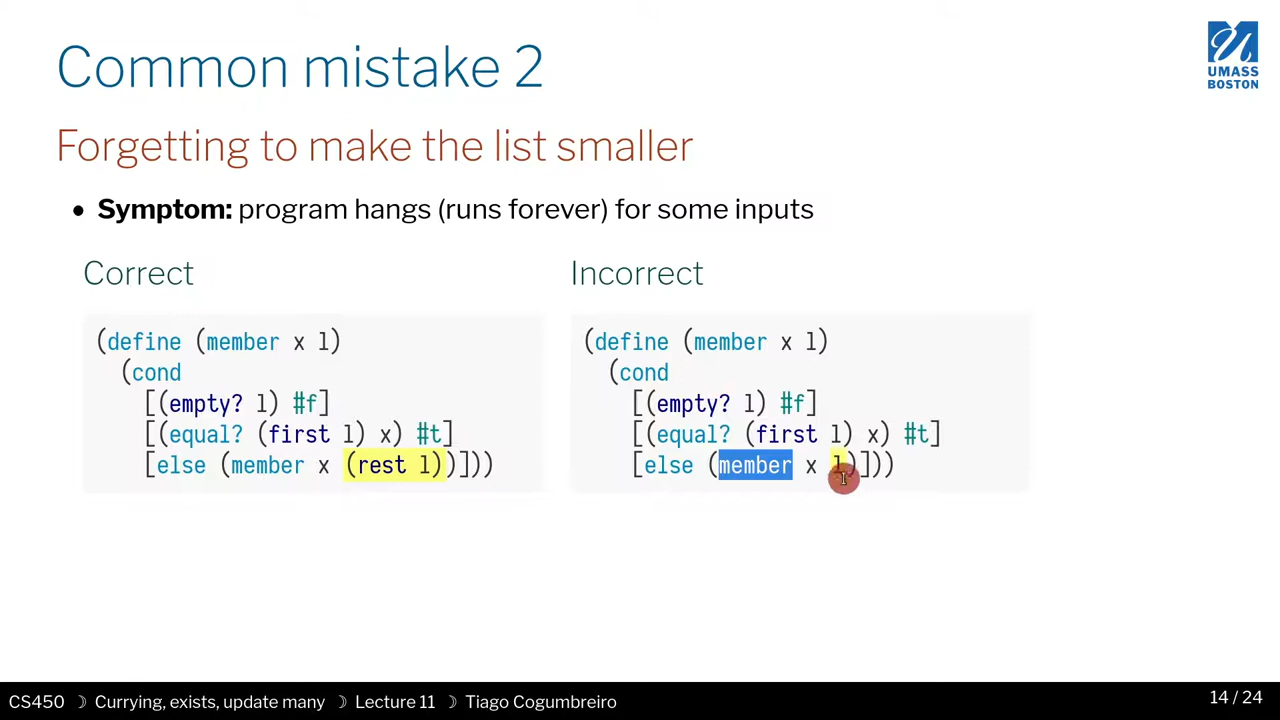 Common mistake 2
UMASS
BOSTON
Forgetting to make the list smaller
• Symptom: program hangs (runs forever) for some inputs
Correct
(define (member x l)
(cond
[(empty? l) #f]
[(equal? (first l) x) #t]
[else (member x (rest l))]))
Incorrect
(define (member x l)
(cond
[(empty? l) #f]
[(equal? (first l) x) #t]
[else (member x l)]))
CS450 ☽ Currying, exists, update many ☽ Lecture 11 ☽ Tiago Cogumbreiro
14 / 24